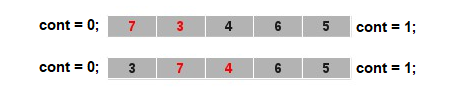 cont = 0; 7 3 4 6 5 cont = 1;
cont = 0; 3 7 4 6 5 cont = 1;